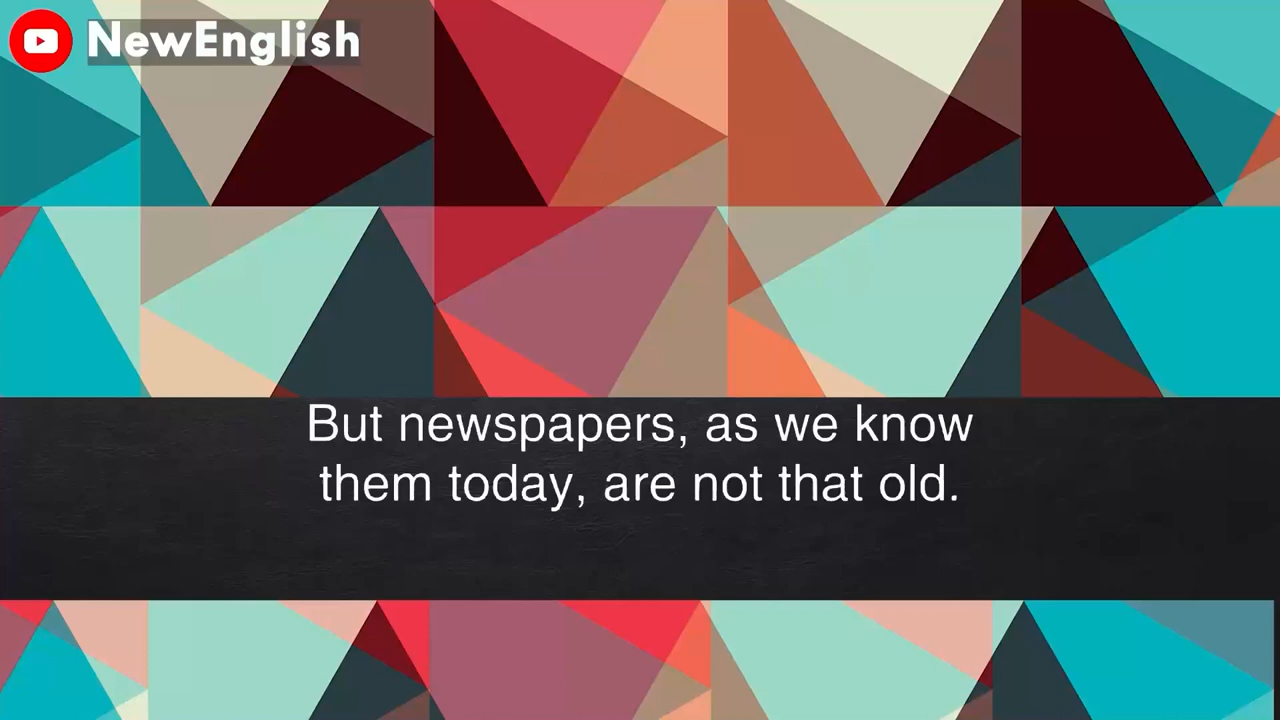 NewEnglish
But newspapers, as we know
them today, are not that old.